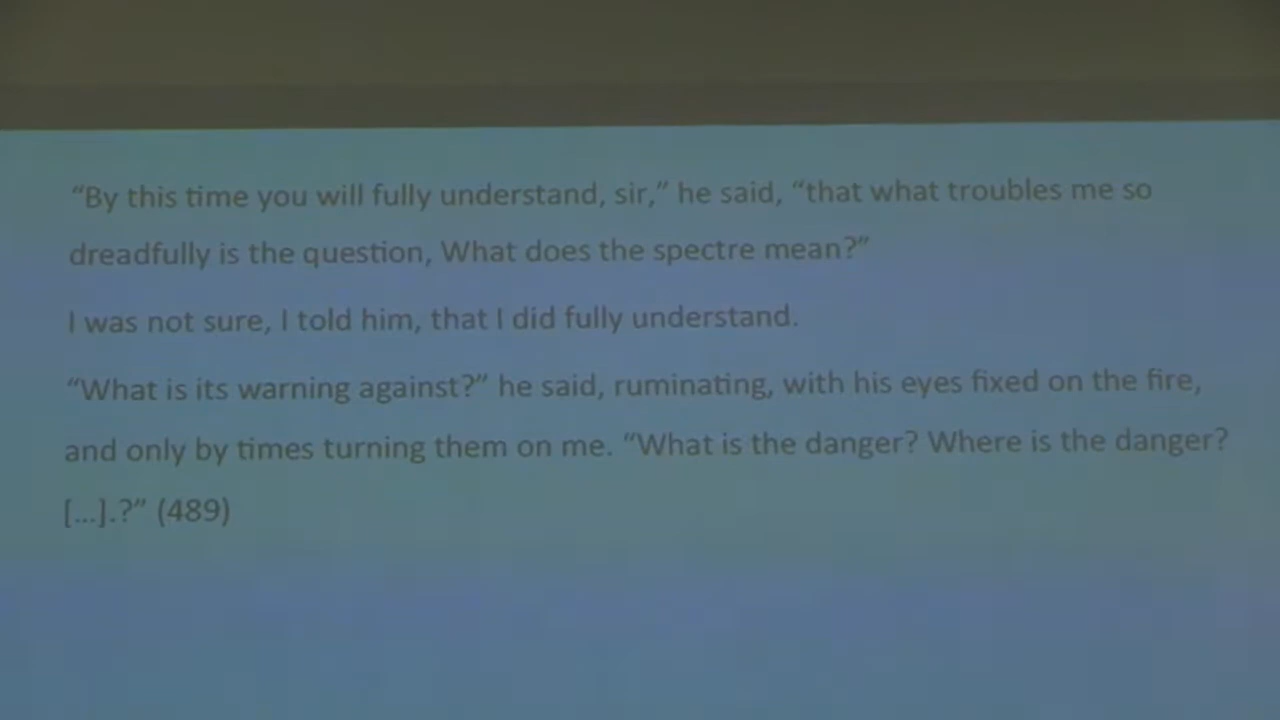 “By this time you will fully understand, sir,” he said, “that what troubles me so
dreadfully is the question, What does the spectre mean?”
I was not sure, I told him, that I did fully understand.
“What is its warning against?” he said, ruminating, with his eyes fixed on the fire,
and only by times turning them on me. “What is the danger? Where is the danger?
[...].?” (489)